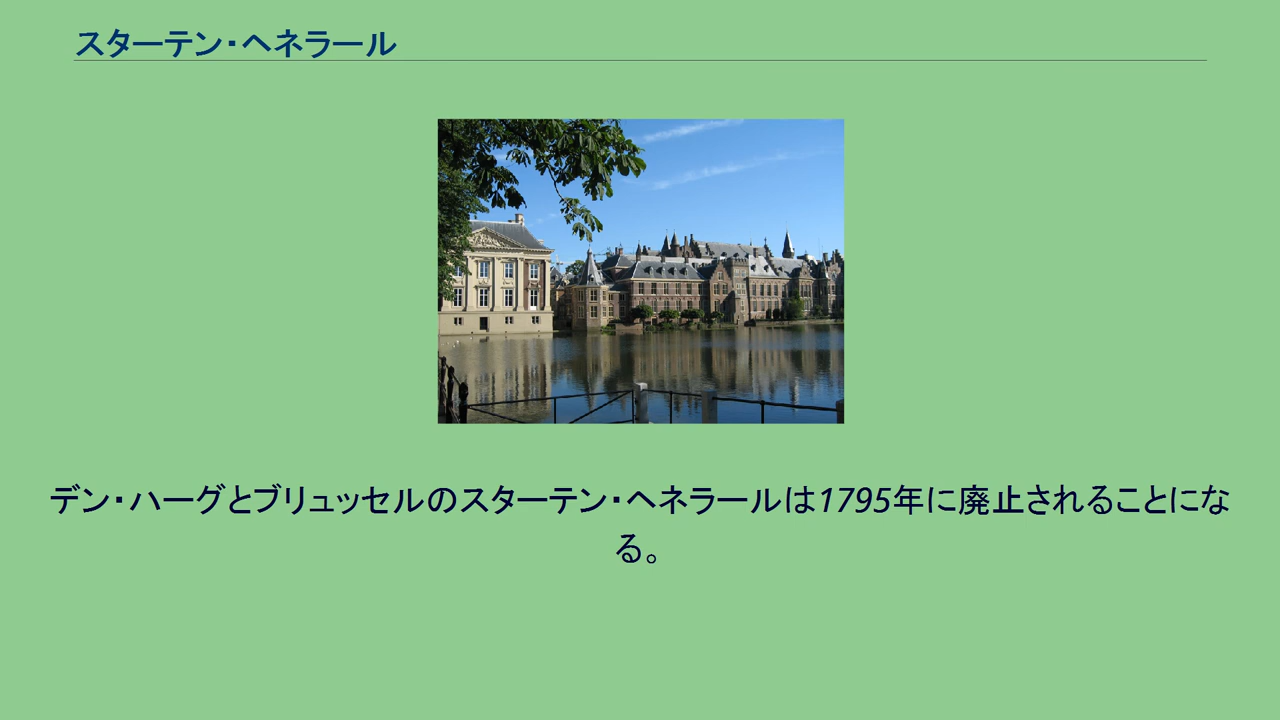 スターテン・ヘネラール
デン・ハーグとブリュッセルのスターテン・ヘネラールは1795年に廃止されることにな
る。